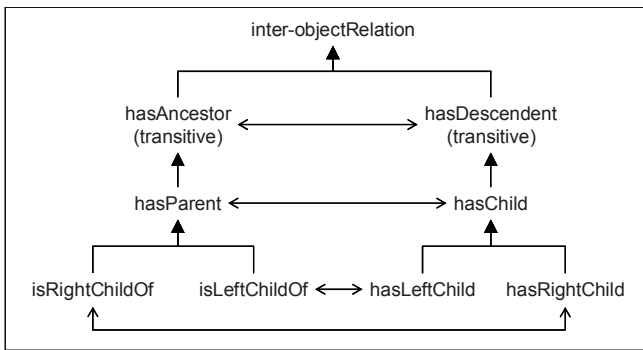 inter-objectRelation
hasAncestor hasDescendent
(transitive) (transitive)
hasParent hasChild
isRightChildOf isLeftChildOf hasLeftChild hasRightChild